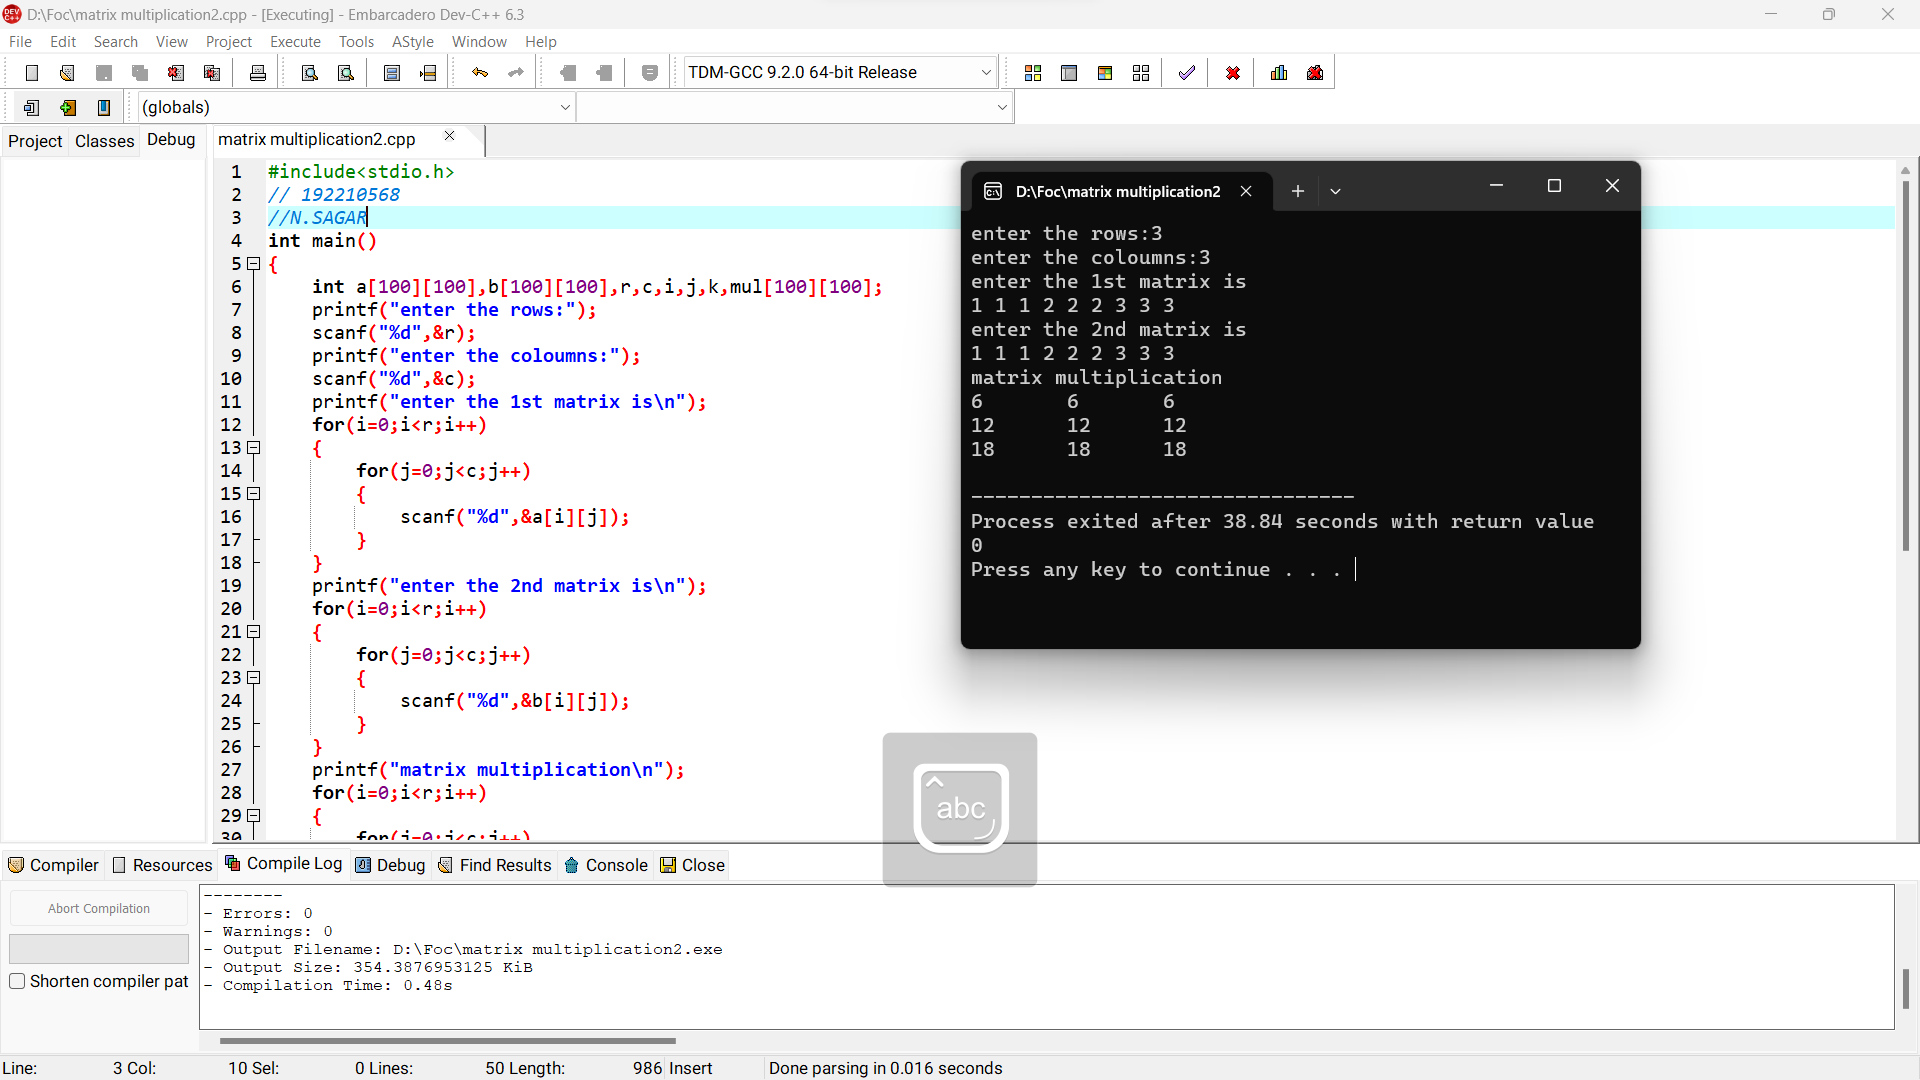 D:\Foc\matrix multiplication2.cpp - [Executing] - Embarcadero Dev-C++ 6.3
File Edit Search View Project Execute Tools AStyle Window Help
TDM-GCC 9.2.0 64-bit Release
(globals)
Project Classes Debug
matrix multiplication2.cpp
1 #include<stdio.h>
2 // 192210568
3 //N.SAGAR
4 int main()
5 {
6 int a[100][100],b[100][100],r,c,i,j,k,mul[100][100];
7 printf("enter the rows:");
8 scanf("%d",&r);
9 printf("enter the coloumns:");
10 scanf("%d",&c);
11 printf("enter the 1st matrix is\n");
12 for(i=0;i<r;i++)
13 {
14 for(j=0;j<c;j++)
15 {
16 scanf("%d",&a[i][j]);
17 }
18 }
19 printf("enter the 2nd matrix is\n");
20 for(i=0;i<r;i++)
21 {
22 for(j=0;j<c;j++)
23 {
24 scanf("%d",&b[i][j]);
25 }
26 }
27 printf("matrix multiplication\n");
28 for(i=0;i<r;i++)
29 {
30 for(j=0;j<c;j++)
D:\Foc\matrix multiplication2
enter the rows:3
enter the coloumns:3
enter the 1st matrix is
1 1 1 2 2 2 3 3 3
enter the 2nd matrix is
1 1 1 2 2 2 3 3 3
matrix multiplication
6 6 6
12 12 12
18 18 18
--------------------------------
Process exited after 38.84 seconds with return value
0
Press any key to continue . . .
abc
Compiler Resources Compile Log Debug Find Results Console Close
Abort Compilation
Shorten compiler pat
--------
- Errors: 0
- Warnings: 0
- Output Filename: D:\Foc\matrix multiplication2.exe
- Output Size: 354.3876953125 KiB
- Compilation Time: 0.48s
Line: 3 Col: 10 Sel: 0 Lines: 50 Length: 986 Insert Done parsing in 0.016 seconds